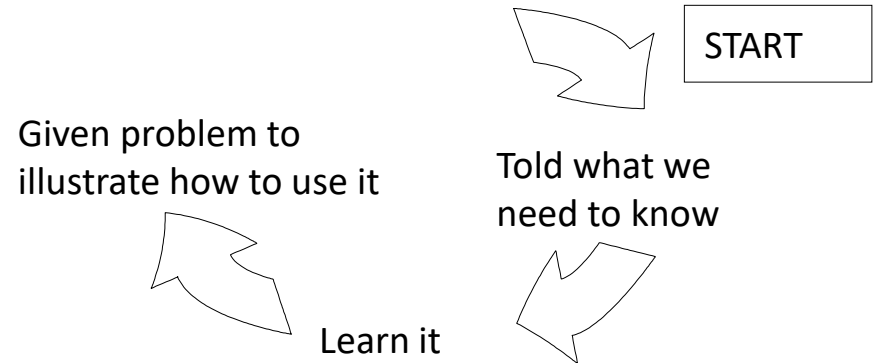 START
Told what we
need to know
Learn it
Given problem to
illustrate how to use it